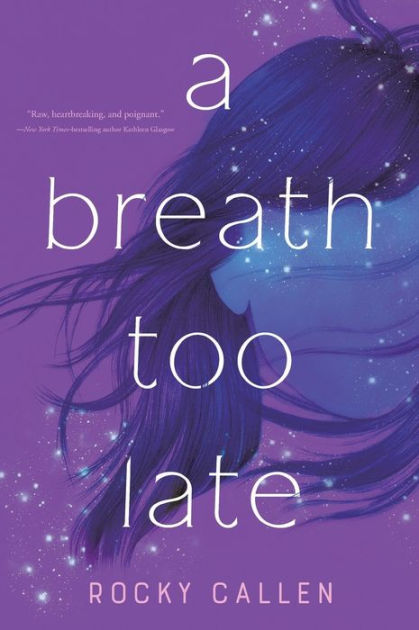 a
"Raw, heartbreaking, and poignant."
—New York Times-bestselling author Kathleen Glasgow
breath
too
late
ROCKY CALLEN